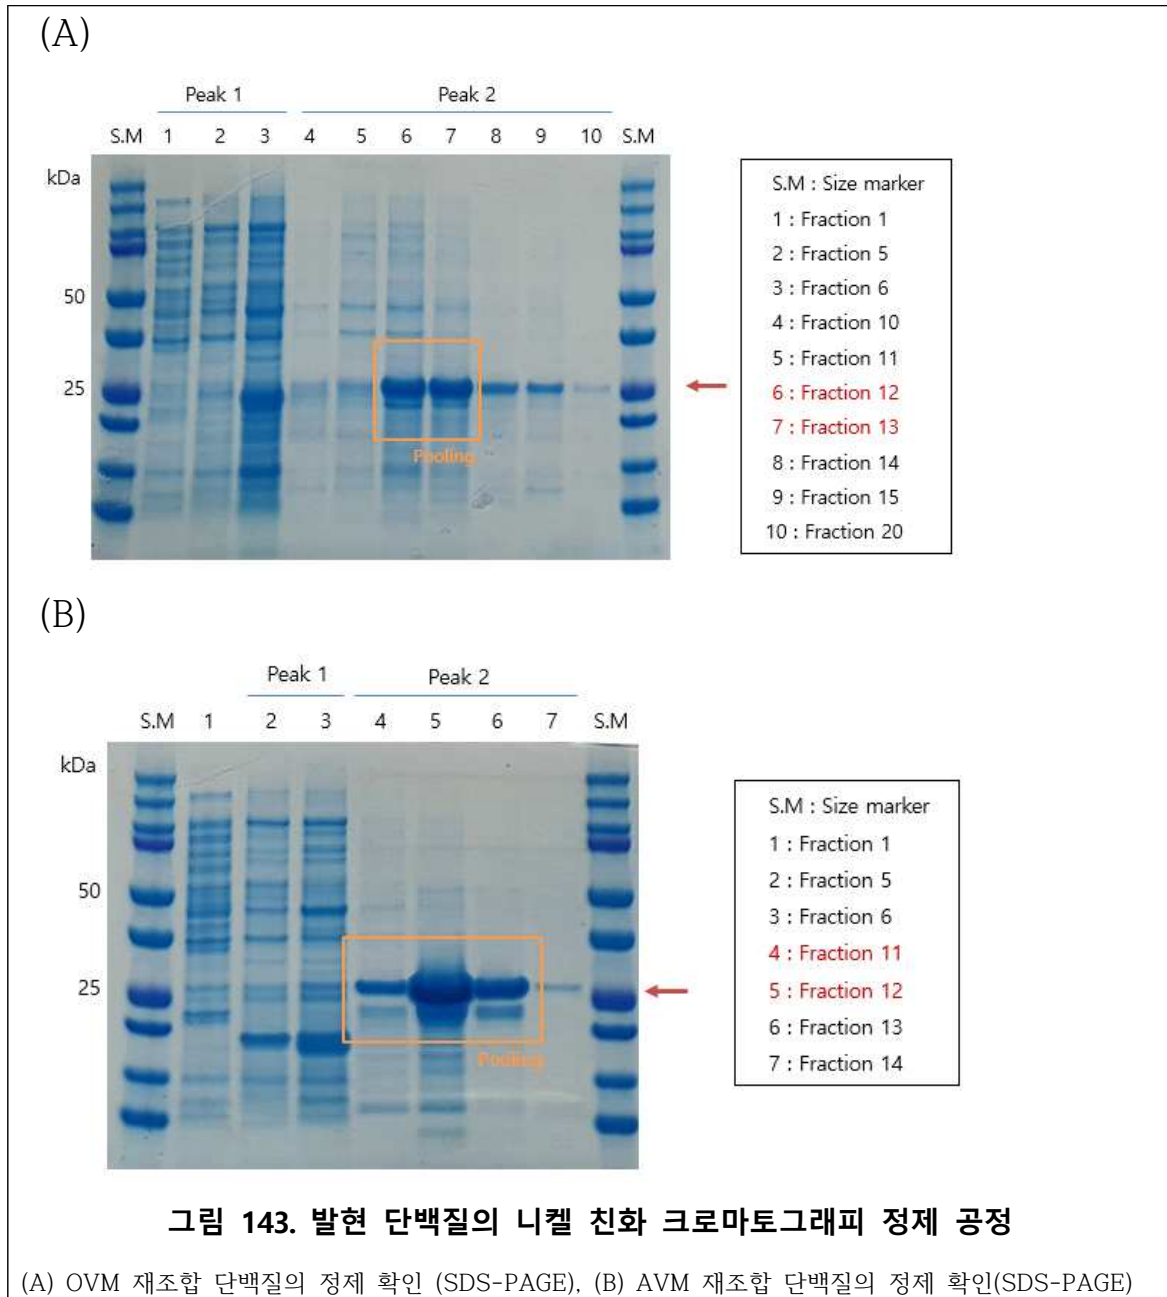 (A)
Peak 1 Peak 2
S.M 1 2 3 4 5 6 7 8 9 10 S.M
kDa
50
25
Pooling
S.M : Size marker
1 : Fraction 1
2 : Fraction 5
3 : Fraction 6
4 : Fraction 10
5 : Fraction 11
6 : Fraction 12
7 : Fraction 13
8 : Fraction 14
9 : Fraction 15
10 : Fraction 20
(B)
Peak 1 Peak 2
S.M 1 2 3 4 5 6 7 S.M
kDa
50
25
Pooling
S.M : Size marker
1 : Fraction 1
2 : Fraction 5
3 : Fraction 6
4 : Fraction 11
5 : Fraction 12
6 : Fraction 13
7 : Fraction 14
그림 143. 발현 단백질의 니켈 친화 크로마토그래피 정제 공정
(A) OVM 재조합 단백질의 정제 확인 (SDS-PAGE), (B) AVM 재조합 단백질의 정제 확인(SDS-PAGE)